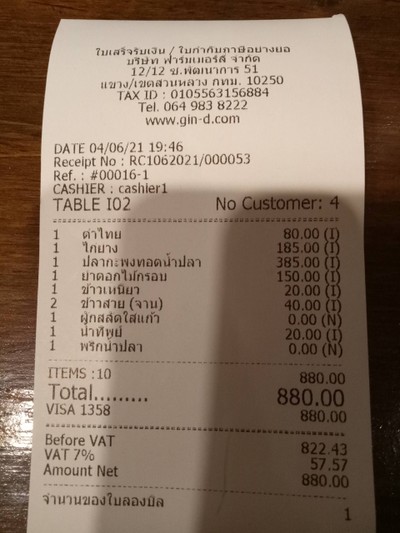 ใบเสร็จรับเงิน / ใบกำกับภาษีอย่างย่อ
บริษัท ฟาร์มเมอร์ลี่ จำกัด
12/12 ซ.พัฒนาการ 51
แขวง/เขตสวนหลวง กทม. 10250
TAX ID : 0105563156884
Tel. 064 983 8222
www.gin-d.com
DATE 04/06/21 19:46
Receipt No : RC1062021/000053
Ref. : #00016-1
CASHIER : cashier1
TABLE I02 No Customer: 4
1 ตำไทย 80.00 (I)
1 ไก่ย่าง 185.00 (I)
1 ปลากะพงทอดน้ำปลา 385.00 (I)
1 ยำดอกไม้กรอบ 150.00 (I)
1 ข้าวเหนียว 20.00 (I)
2 ข้าวสวย (จาน) 40.00 (I)
1 ผักสลัดใส่แก้ว 0.00 (N)
1 น้ำทิพย์ 20.00 (I)
1 พริกน้ำปลา 0.00 (N)
ITEMS :10 880.00
Total......... 880.00
VISA 1358 880.00
Before VAT 822.43
VAT 7% 57.57
Amount Net 880.00
จำนวนของใบลองบิล 1